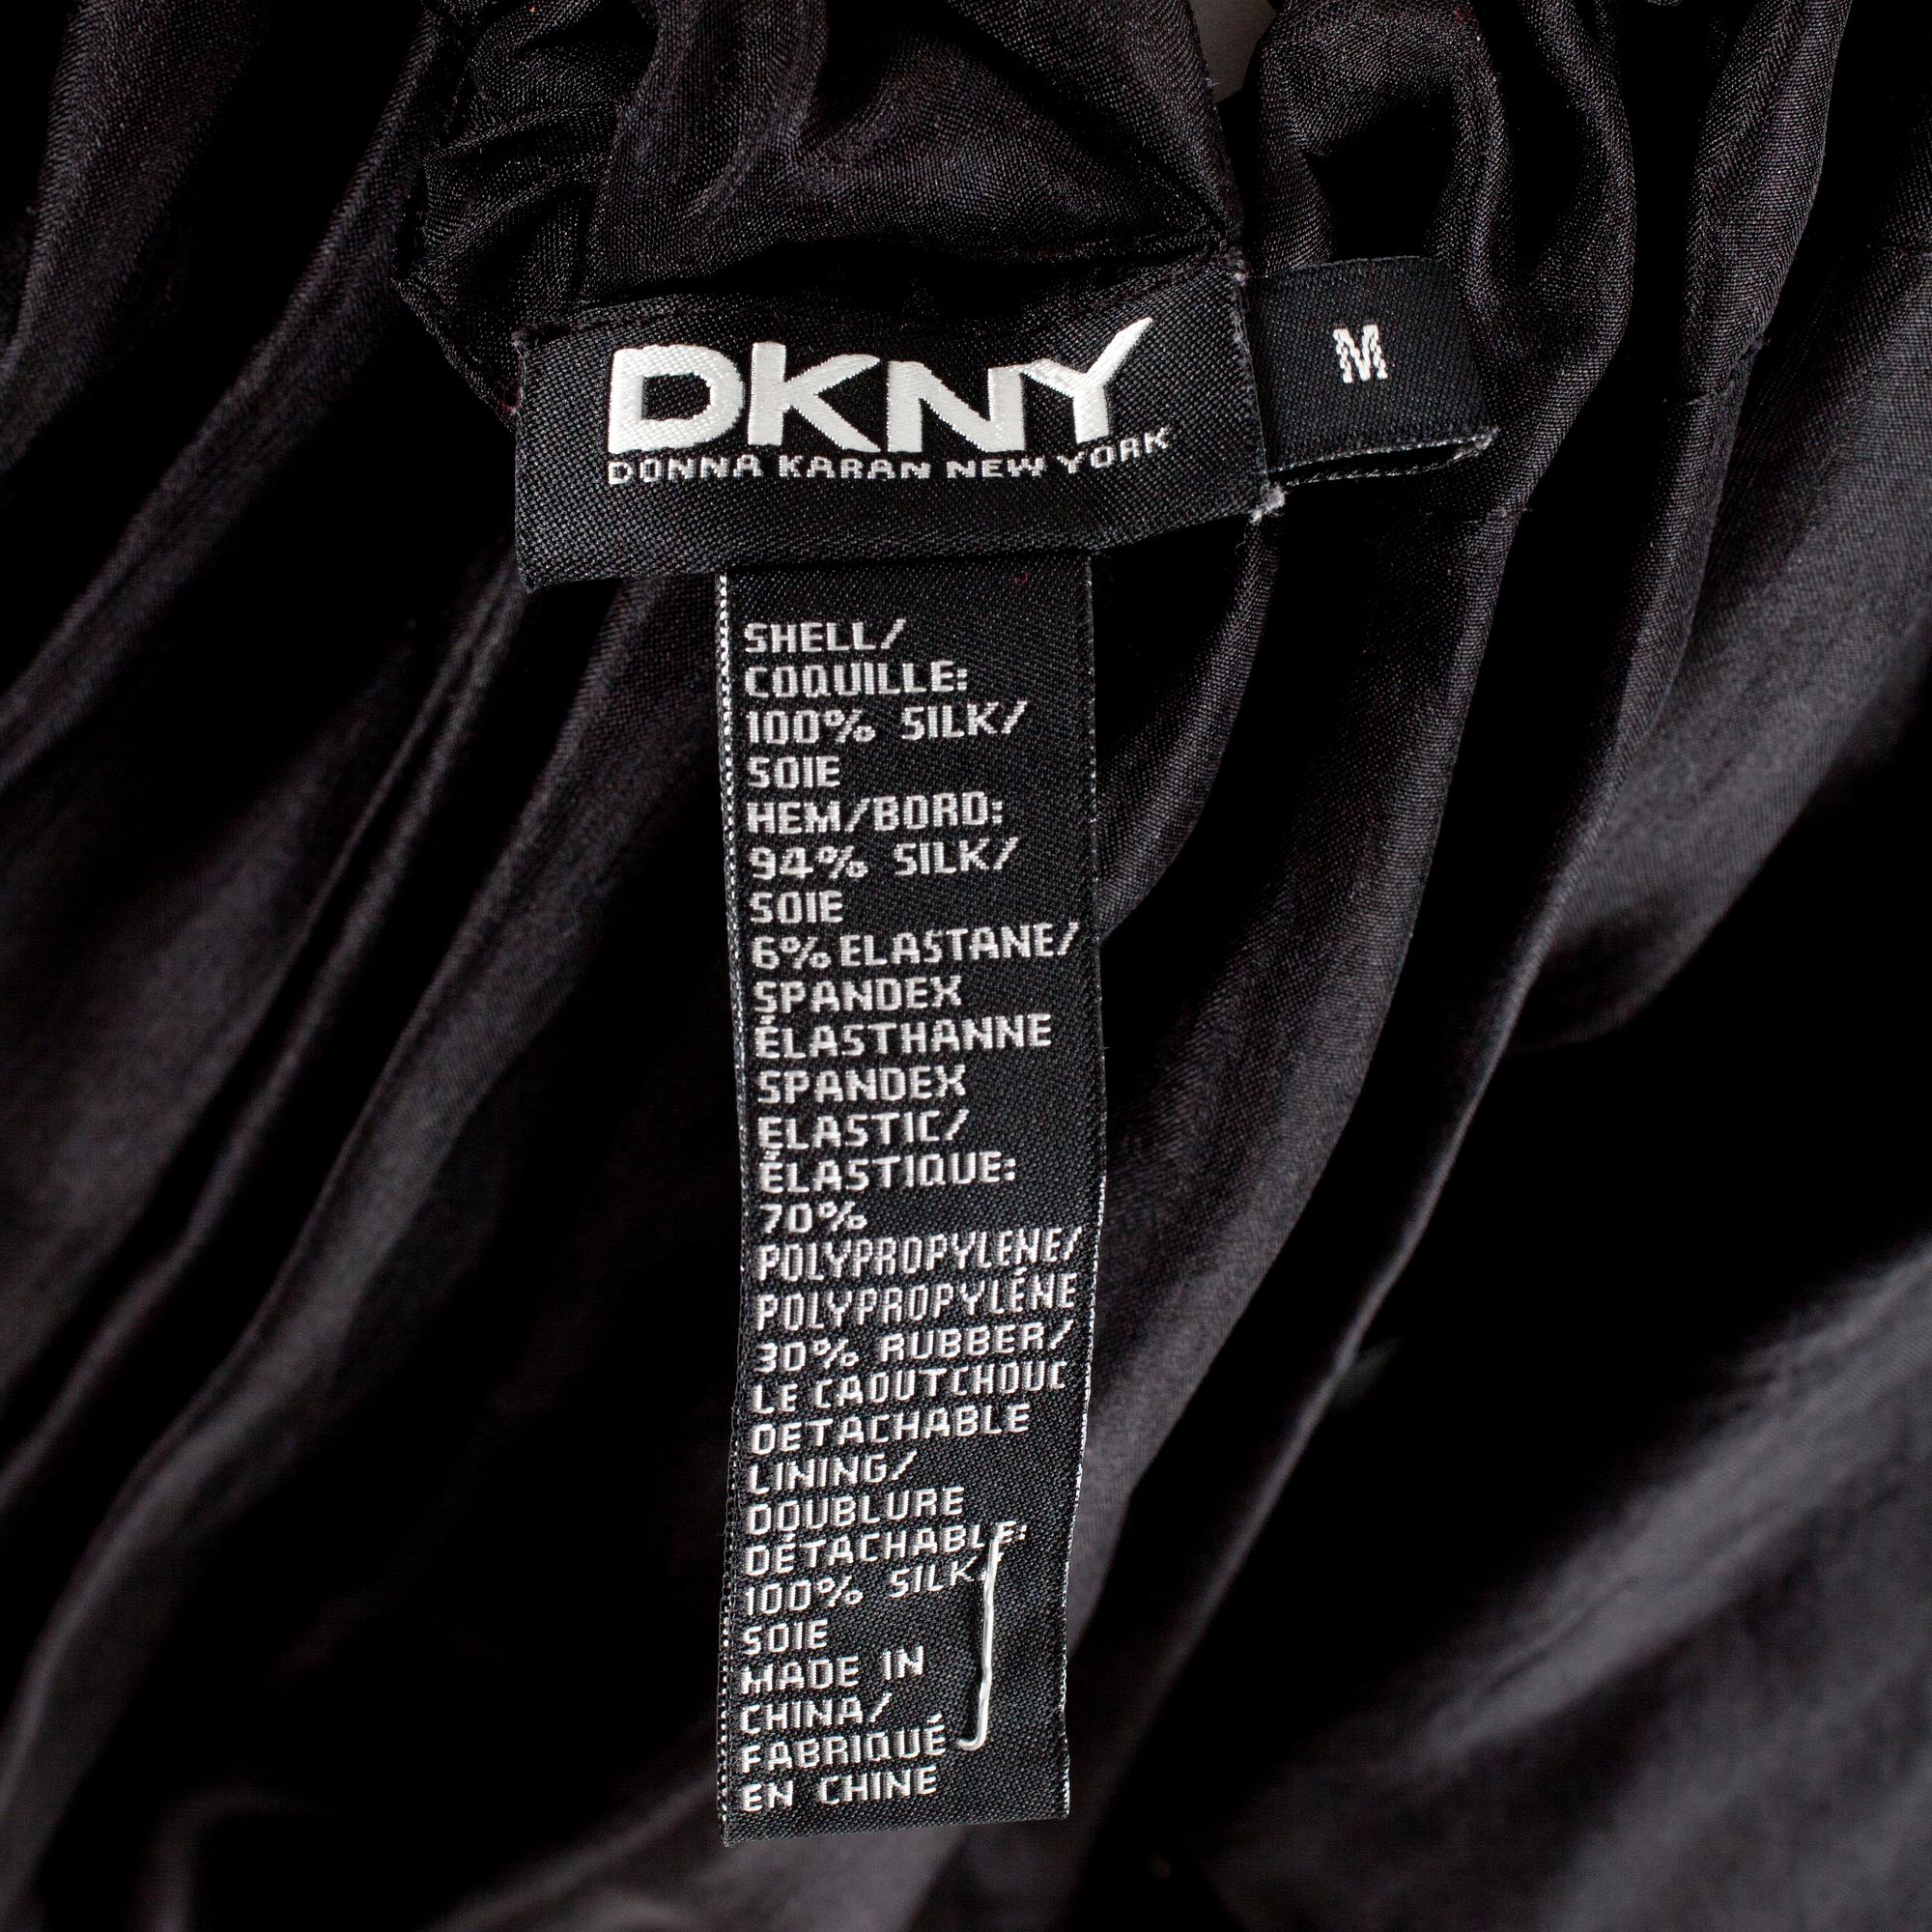 DKNY
DONNA KARAN NEW YORK
M
SHELL/
COQUILLE:
100% SILK/
SOIE
HEM/BORD:
94% SILK/
SOIE
6% ELASTANE/
SPANDEX
ÉLASTHANNE
SPANDEX
ELASTIC/
ÉLASTIQUE:
70%
POLYPROPYLENE/
POLYPROPYLÉNE
30% RUBBER/
LE CAOUTCHOUC
DETACHABLE
LINING/
DOUBLURE
DÉTACHABLE:
100% SILK/
SOIE
MADE IN
CHINA/
FABRIQUÉ
EN CHINE